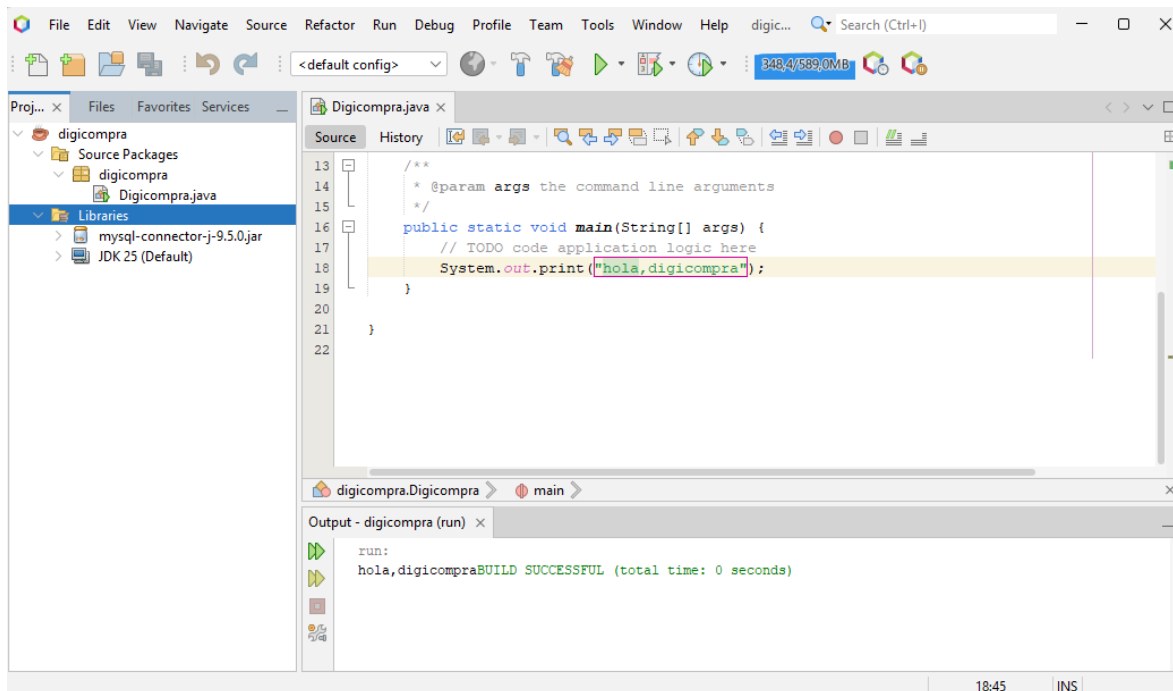 File Edit View Navigate Source Refactor Run Debug Profile Team Tools Window Help digic... Search (Ctrl+I)
<default config> 348,4/589,0MB
Proj... Files Favorites Services
Digicompra.java
digicompra
Source Packages
digicompra
Digicompra.java
Libraries
mysql-connector-j-9.5.0.jar
JDK 25 (Default)
Source History
13 /**
14 * @param args the command line arguments
15 */
16 public static void main(String[] args) {
17 // TODO code application logic here
18 System.out.print("hola,digicompra");
19 }
20
21 }
22
digicompra.Digicompra main
Output - digicompra (run)
run:
hola,digicompraBUILD SUCCESSFUL (total time: 0 seconds)
18:45 INS